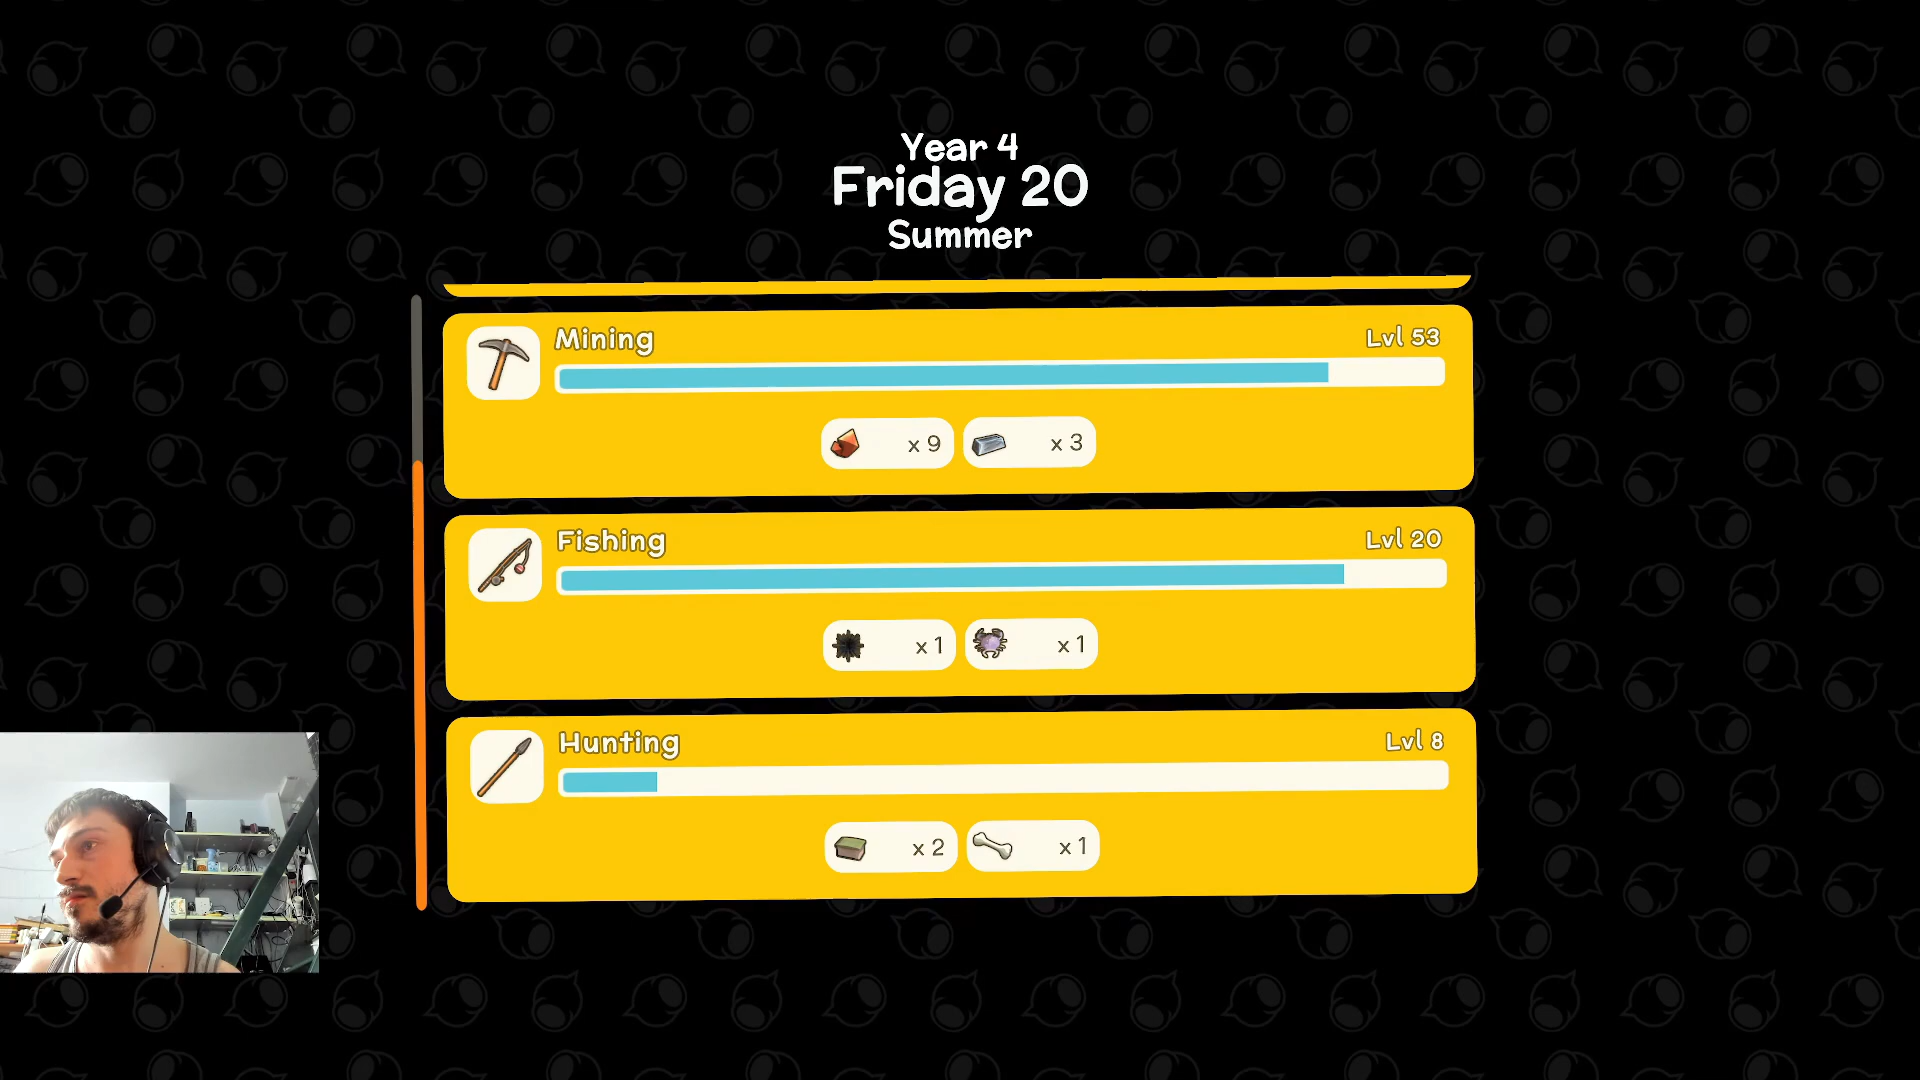 Year 4
Friday 20
Summer
Mining
Lvl 53
x 9
x 3
Fishing
Lvl 20
x 1
x 1
Hunting
Lvl 8
x 2
x 1